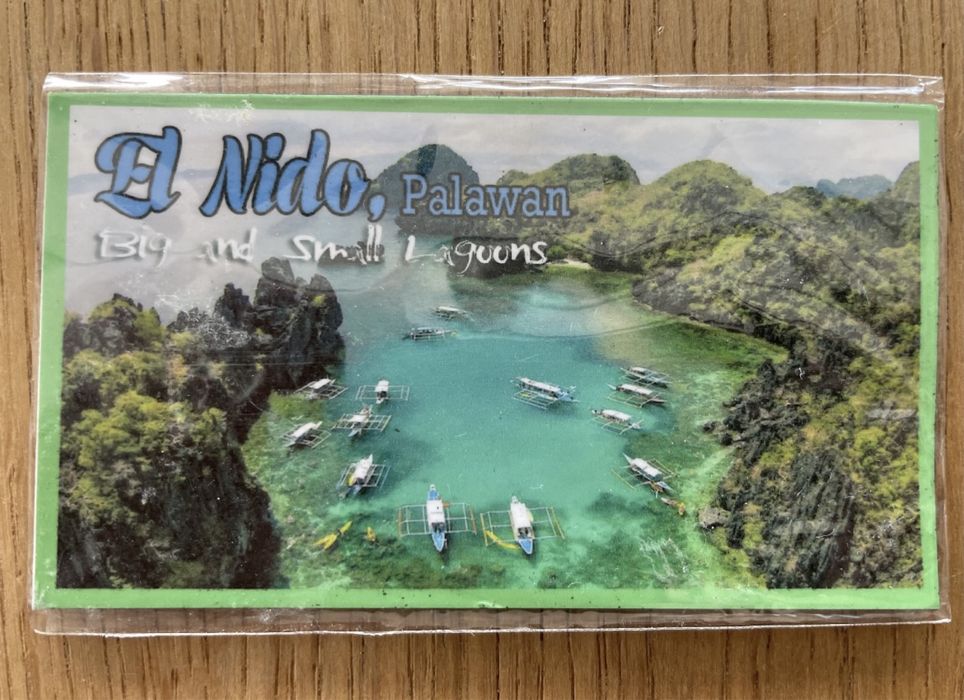 El Nido, Palawan
Big and Small Lagoons